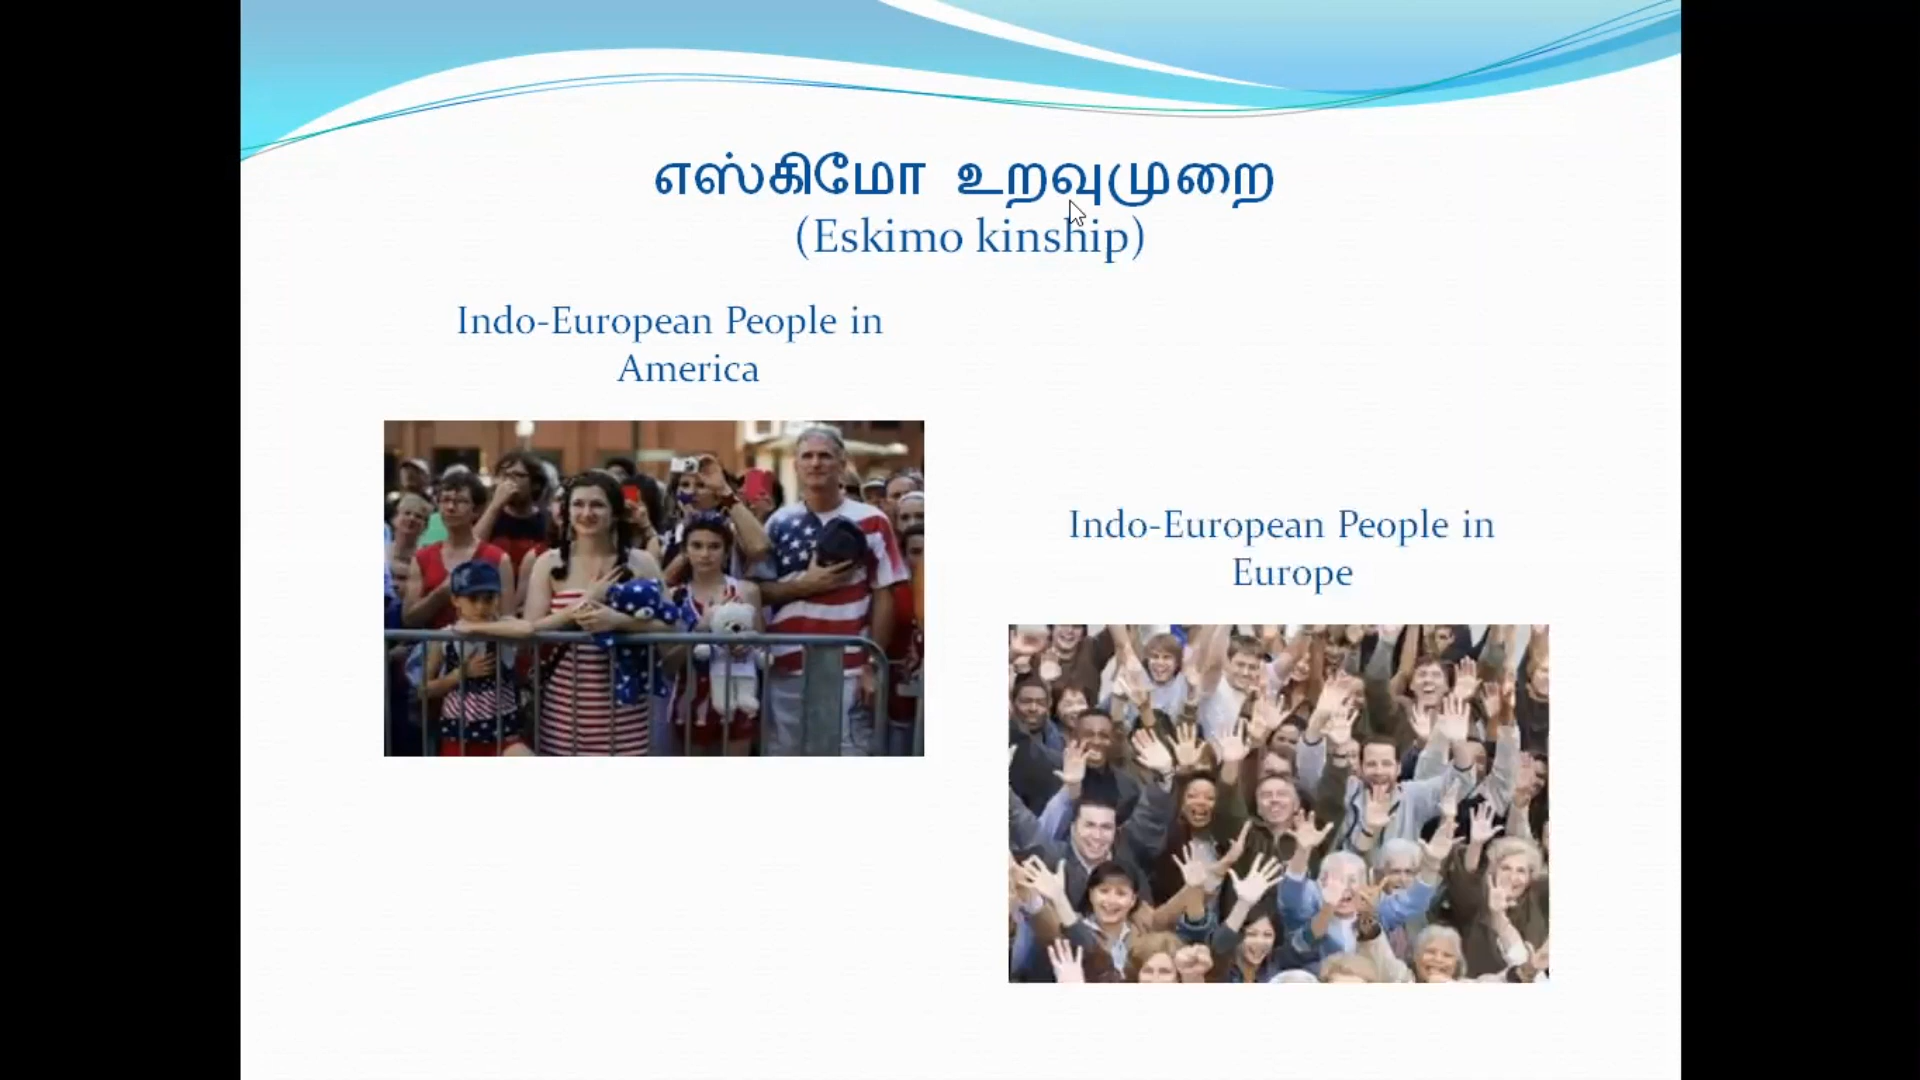 எஸ்கிமோ உறவுமுறை
(Eskimo kinship)
Indo-European People in
America
Indo-European People in
Europe